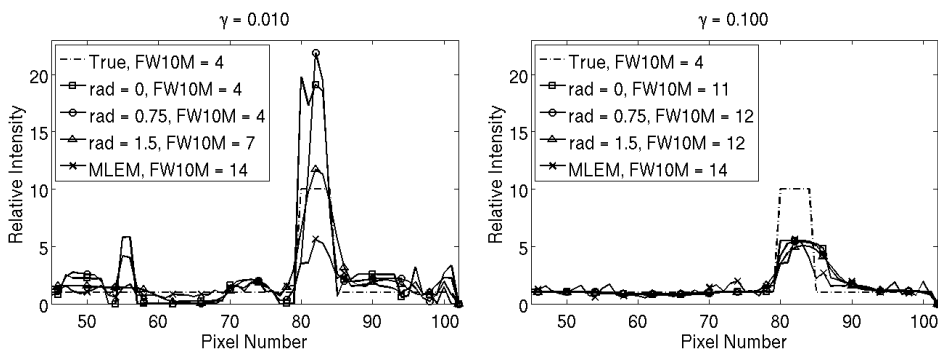 γ = 0.010
20
15
10
5
0
Relative Intensity
True, FW10M = 4
rad = 0, FW10M = 4
rad = 0.75, FW10M = 4
rad = 1.5, FW10M = 7
MLEM, FW10M = 14
50 60 70 80 90 100
Pixel Number
γ = 0.100
20
15
10
5
0
Relative Intensity
True, FW10M = 4
rad = 0, FW10M = 11
rad = 0.75, FW10M = 12
rad = 1.5, FW10M = 12
MLEM, FW10M = 14
50 60 70 80 90 100
Pixel Number